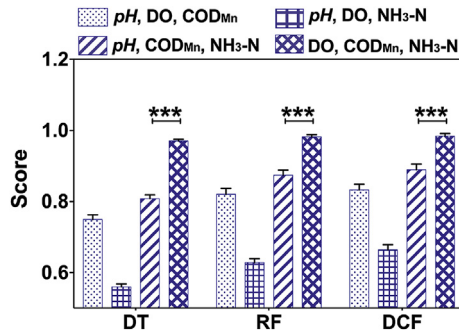 pH, DO, CODMn pH, DO, NH3-N
pH, CODMn, NH3-N DO, CODMn, NH3-N
1.2
1.0
0.8
0.6
Score
*** *** ***
DT RF DCF